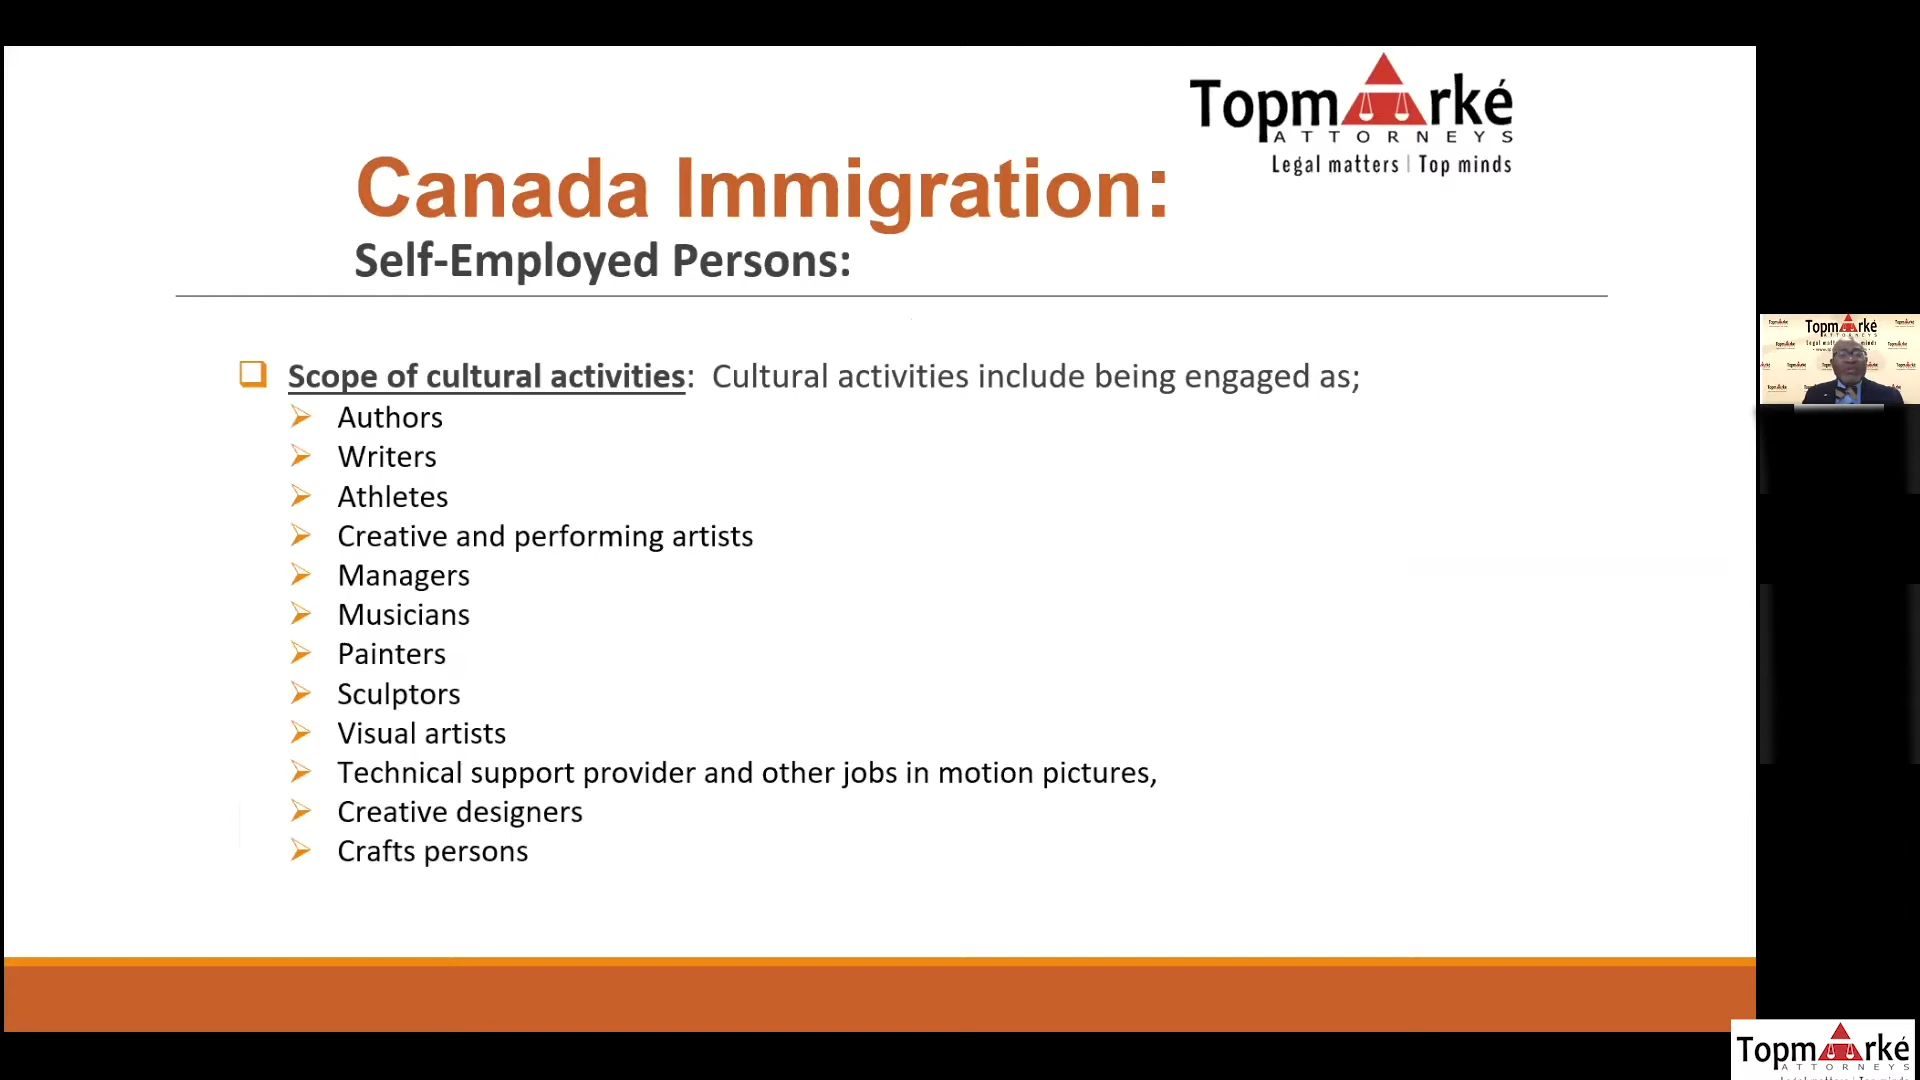 Topmarké
ATTORNEYS
Legal matters | Top minds
Canada Immigration:
Self-Employed Persons:
Scope of cultural activities: Cultural activities include being engaged as;
Authors
Writers
Athletes
Creative and performing artists
Managers
Musicians
Painters
Sculptors
Visual artists
Technical support provider and other jobs in motion pictures,
Creative designers
Crafts persons
Topmarké
Topmarké
ATTORNEYS